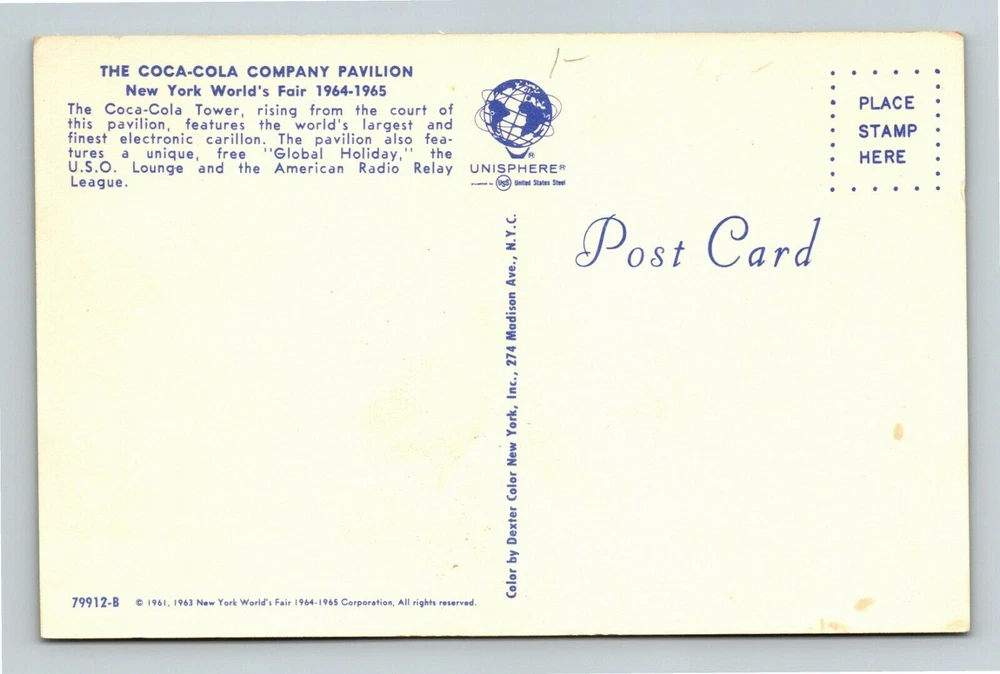 THE COCA-COLA COMPANY PAVILION
New York World's Fair 1964-1965
The Coca-Cola Tower, rising from the court of
this pavilion, features the world's largest and
finest electronic carillon. The pavilion also fea-
tures a unique, free "Global Holiday," the
U.S.O. Lounge and the American Radio Relay
League.
1-
UNISPHERE®
presented by USS United States Steel
PLACE
STAMP
HERE
Post Card
Color by Dexter Color New York, Inc., 274 Madison Ave., N.Y.C.
79912-B © 1961, 1963 New York World's Fair 1964-1965 Corporation, All rights reserved.